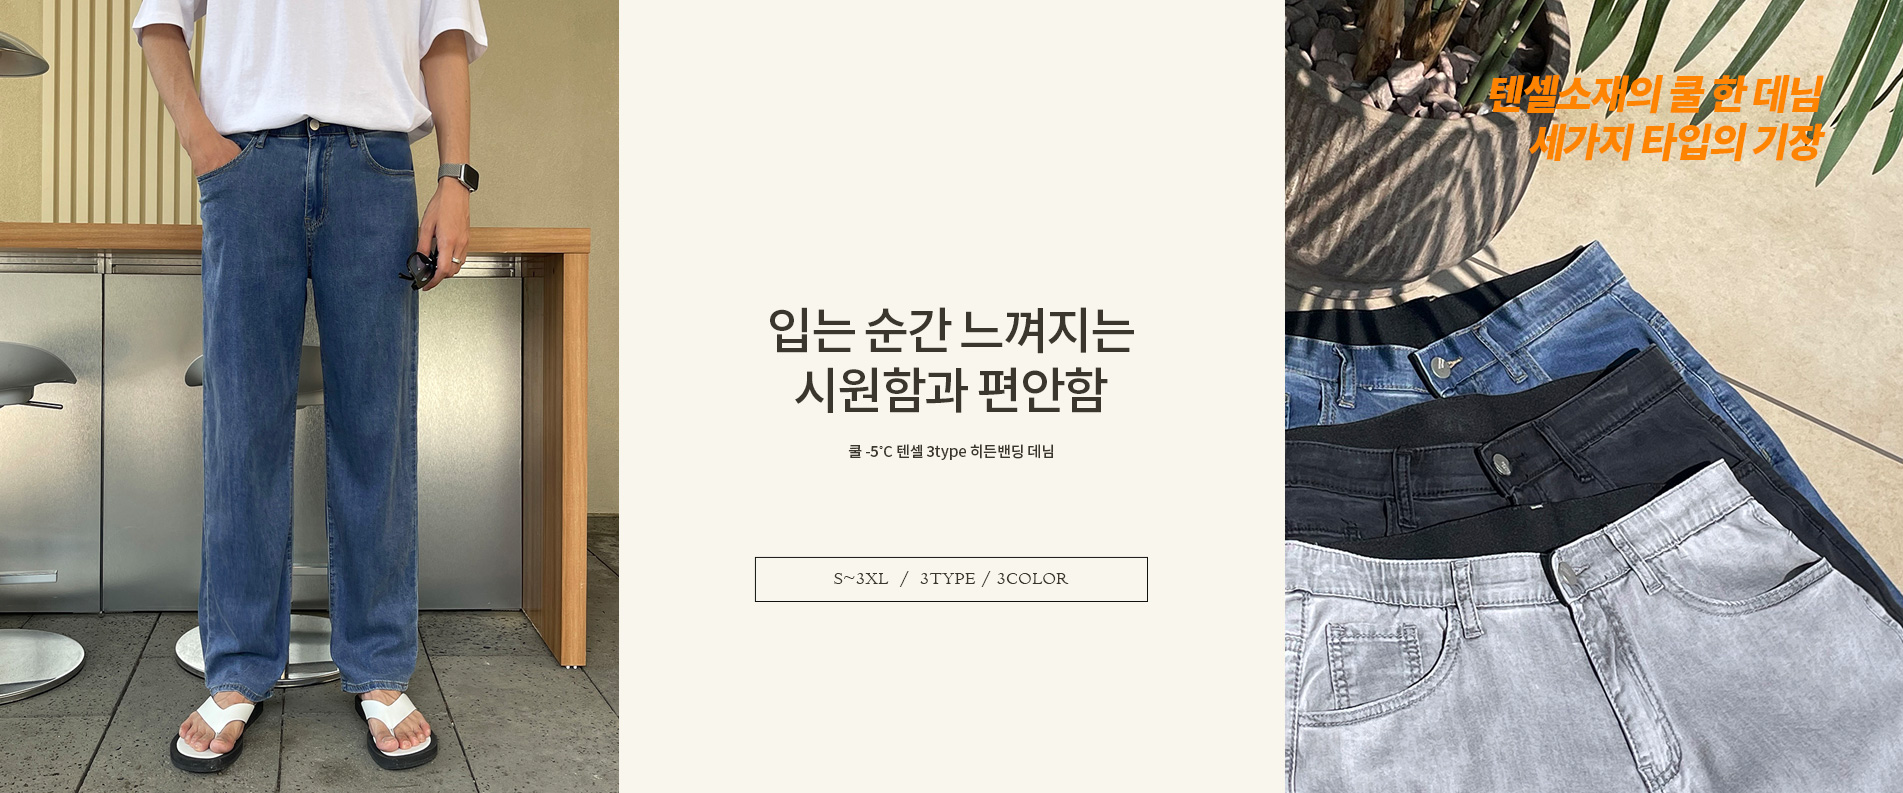 입는 순간 느껴지는
시원함과 편안함
쿨 -5℃ 텐셀 3type 히든밴딩 데님
S~3XL / 3TYPE / 3COLOR
텐셀소재의 쿨 한 데님
세가지 타입의 기장